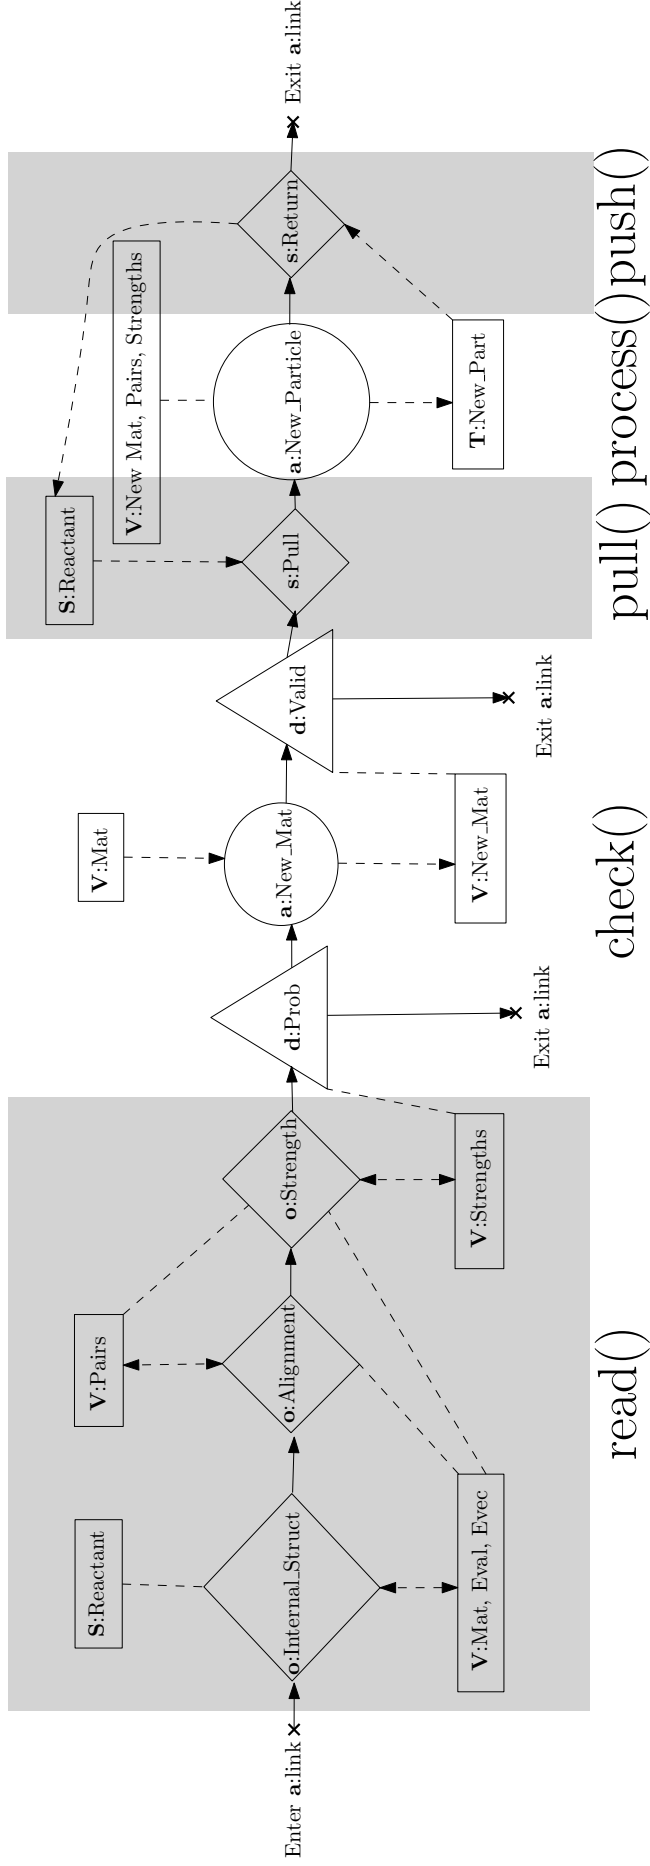 Enter a:link
S:Reactant
o:Internal_Struct
V:Mat, Eval, Evec
V:Pairs
o:Alignment
o:Strength
V:Strengths
read()
d:Prob
Exit a:link
V:Mat
a:New_Mat
V:New_Mat
d:Valid
Exit a:link
check()
S:Reactant
s:Pull
pull()
V:New Mat, Pairs, Strengths
a:New_Particle
T:New_Part
process()
s:Return
push()
Exit a:link